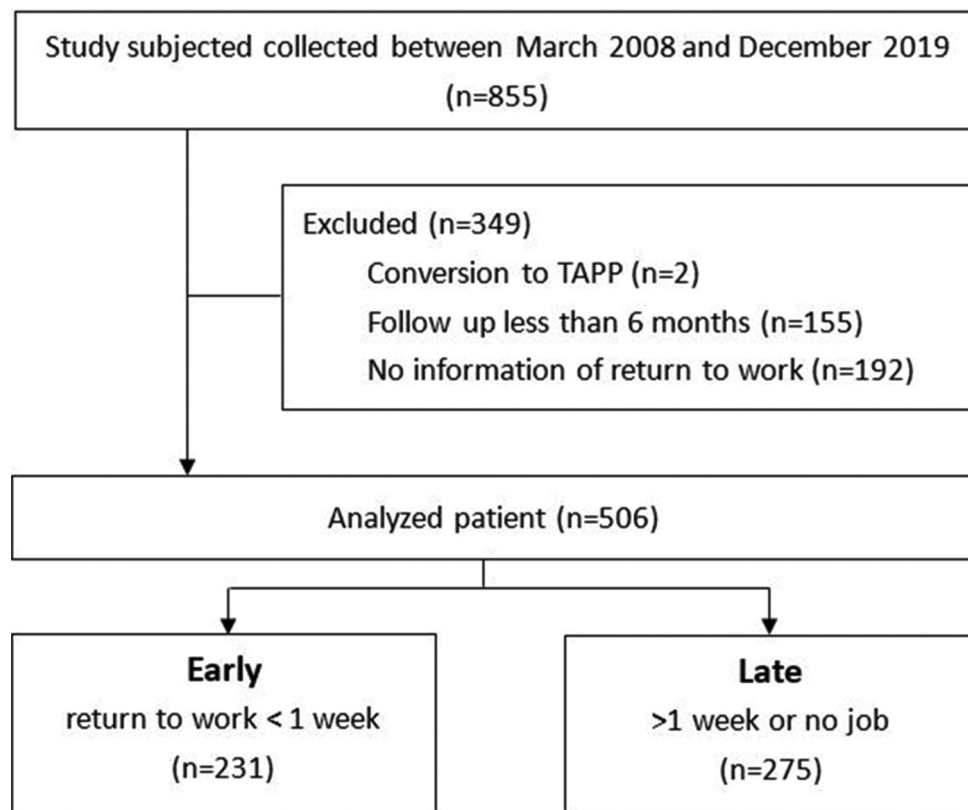 Study subjected collected between March 2008 and December 2019
(n=855)
Excluded (n=349)
Conversion to TAPP (n=2)
Follow up less than 6 months (n=155)
No information of return to work (n=192)
Analyzed patient (n=506)
Early
return to work < 1 week
(n=231)
Late
>1 week or no job
(n=275)